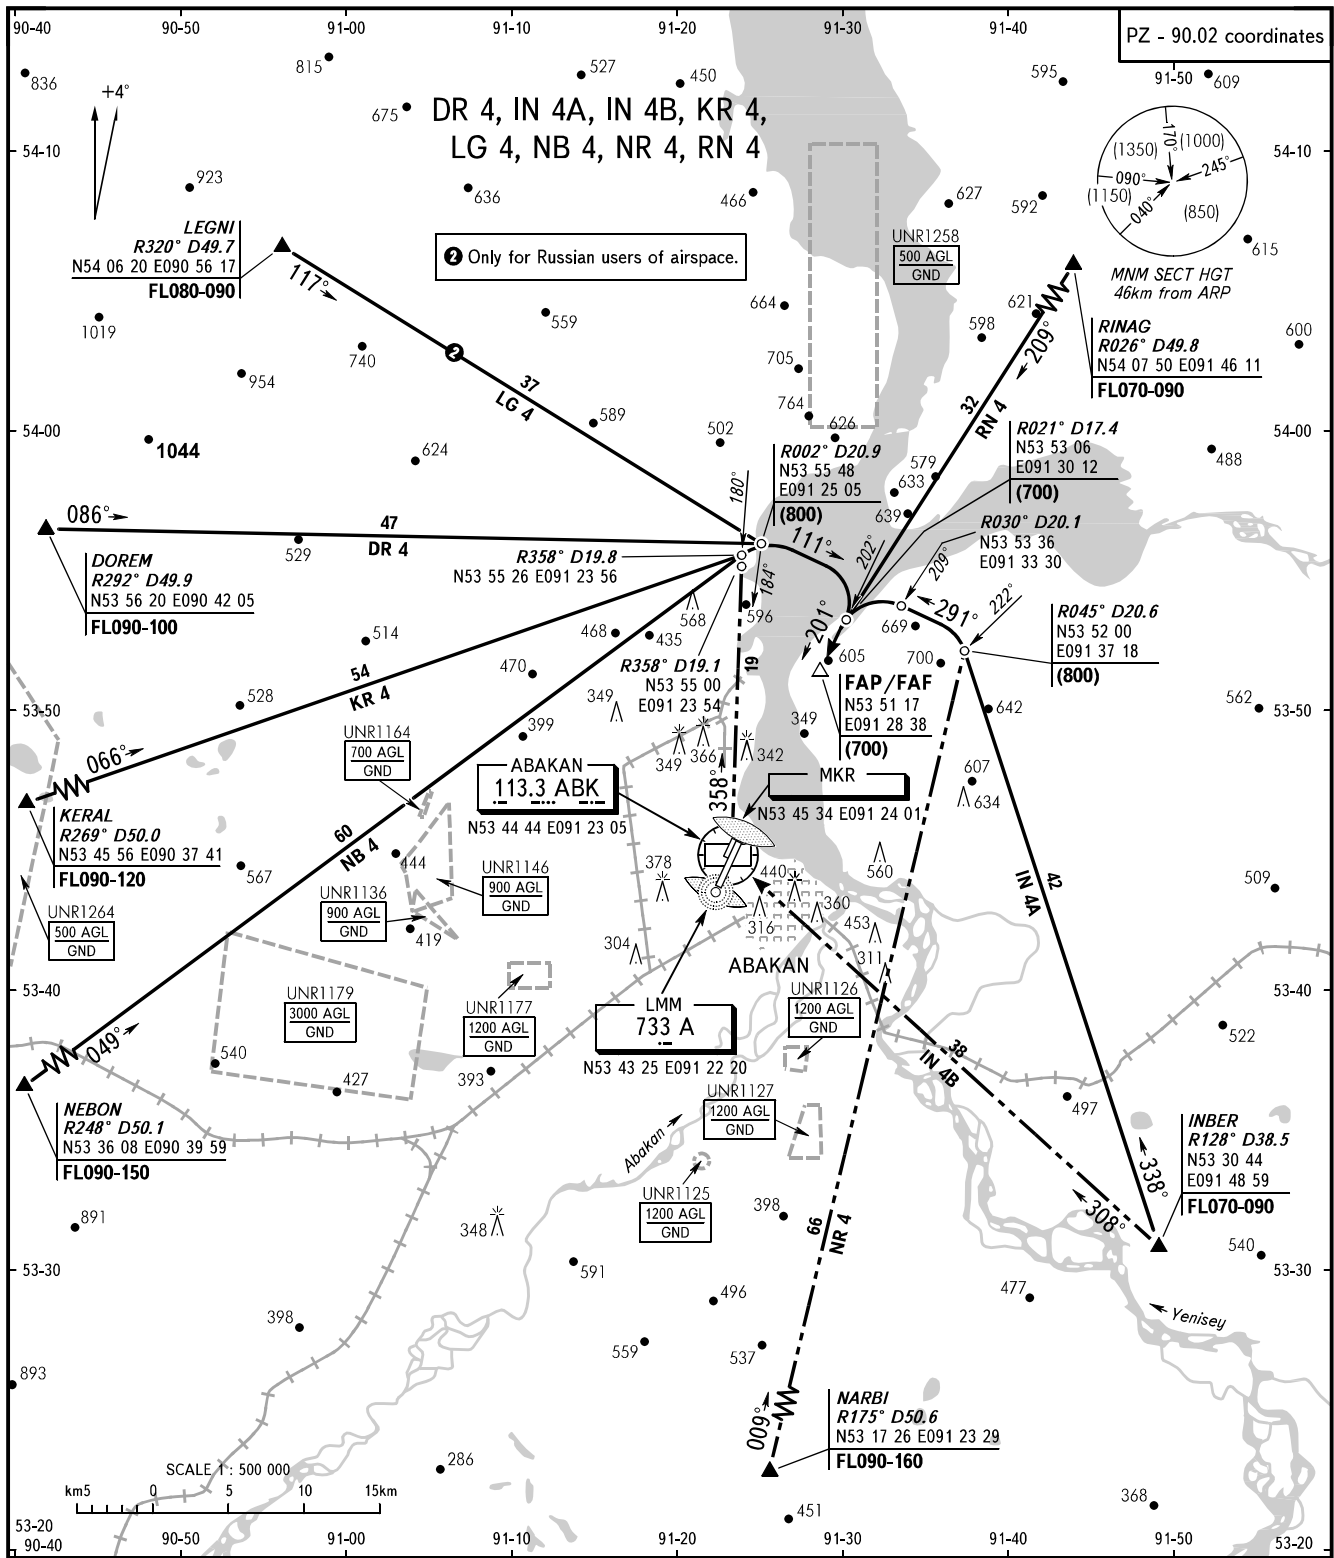 90-40
90-50
91-00
91-10
91-20
91-30
91-40
PZ - 90.02 coordinates
91-50
836
815
527
450
595
609
+4°
675
DR 4, IN 4A, IN 4B, KR 4,
LG 4, NB 4, NR 4, RN 4
54-10
54-10
170°
(1350)
(1000)
090°
245°
(1150)
040°
(850)
MNM SECT HGT
46km from ARP
923
636
466
627
592
615
LEGNI
R320° D49.7
N54 06 20 E090 56 17
FL080-090
117°
2 Only for Russian users of airspace.
UNR1258
500 AGL
GND
1019
740
559
664
621
598
600
RINAG
R026° D49.8
N54 07 50 E091 46 11
FL070-090
209°
2
954
705
37
LG 4
764
32
RN 4
589
54-00
54-00
1044
624
502
626
R002° D20.9
N53 55 48
E091 25 05
(800)
R021° D17.4
N53 53 06
E091 30 12
(700)
488
579
633
639
180°
086°
47
DR 4
529
111°
202°
R030° D20.1
N53 53 36
E091 33 30
209°
R358° D19.8
N53 55 26 E091 23 56
184°
DOREM
R292° D49.9
N53 56 20 E090 42 05
FL090-100
568
596
201°
291°
222°
R045° D20.6
N53 52 00
E091 37 18
(800)
514
468
435
669
605
700
470
R358° D19.1
N53 55 00
E091 23 54
19
FAP/FAF
N53 51 17
E091 28 38
(700)
54
KR 4
528
349
349
642
562
53-50
53-50
399
UNR1164
700 AGL
GND
066°
349
366
342
358°
ABAKAN
113.3 ABK
N53 44 44 E091 23 05
MKR
N53 45 34 E091 24 01
607
634
KERAL
R269° D50.0
N53 45 56 E090 37 41
FL090-120
60
NB 4
444
567
UNR1146
900 AGL
GND
UNR1136
900 AGL
GND
378
440
560
42
IN 4A
509
UNR1264
500 AGL
GND
419
316
360
453
304
311
ABAKAN
53-40
53-40
UNR1179
3000 AGL
GND
UNR1177
1200 AGL
GND
LMM
733 A
N53 43 25 E091 22 20
UNR1126
1200 AGL
GND
049°
540
427
393
38
IN 4B
522
497
NEBON
R248° D50.1
N53 36 08 E090 39 59
FL090-150
UNR1127
1200 AGL
GND
Abakan
INBER
R128° D38.5
N53 30 44
E091 48 59
FL070-090
338°
308°
UNR1125
1200 AGL
GND
891
348
398
66
NR 4
540
53-30
53-30
591
496
477
Yenisey
398
559
537
893
009°
NARBI
R175° D50.6
N53 17 26 E091 23 29
FL090-160
286
SCALE 1 : 500 000
km5
0
5
10
15km
451
368
53-20
90-40
90-50
91-00
91-10
91-20
91-30
91-40
91-50
53-20